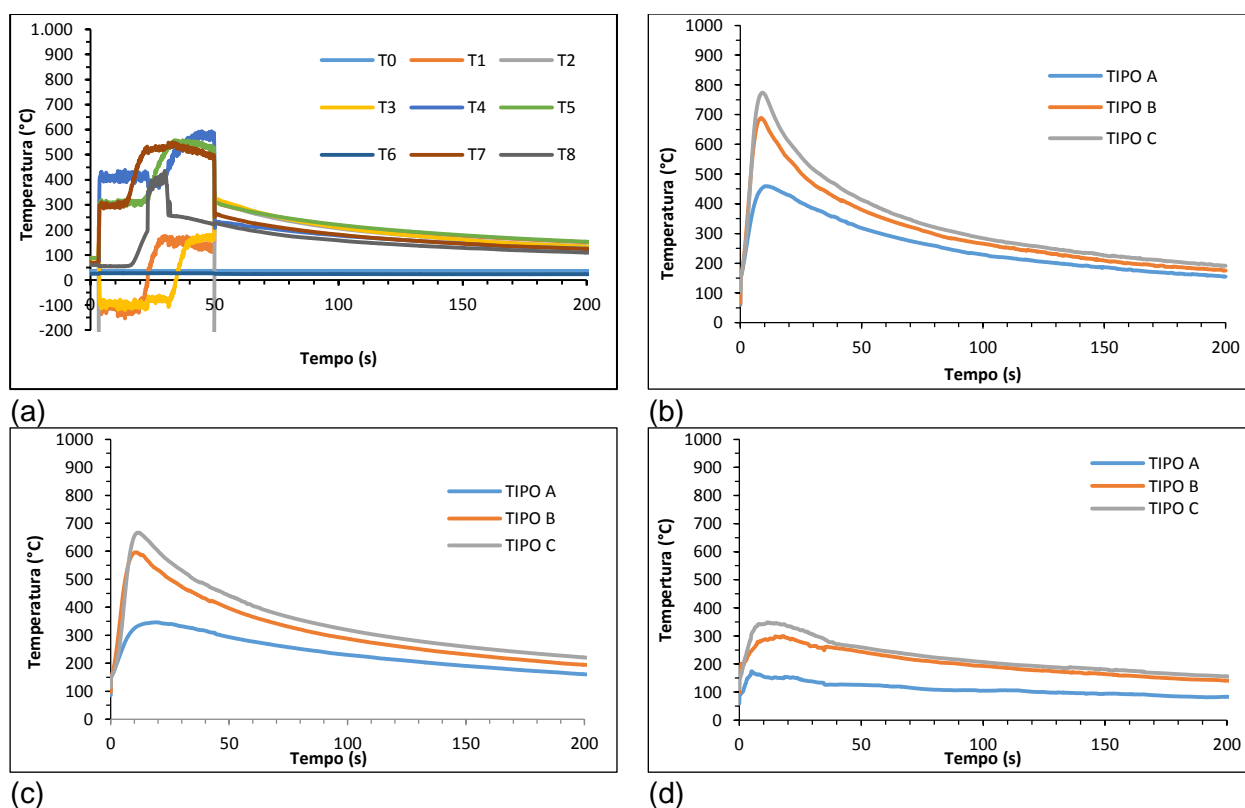 1.000
900
800
700
600
500
400
300
200
100
0
-100
-200
Temperatura (°C)
T0 T1 T2
T3 T4 T5
T6 T7 T8
0 50 100 150 200
Tempo (s)
(a)
1000
900
800
700
600
500
400
300
200
100
0
Temperatura (°C)
TIPO A
TIPO B
TIPO C
0 50 100 150 200
Tempo (s)
(b)
1000
900
800
700
600
500
400
300
200
100
0
Temperatura (°C)
TIPO A
TIPO B
TIPO C
0 50 100 150 200
Tempo (s)
(c)
1000
900
800
700
600
500
400
300
200
100
0
Tempertura (°C)
TIPO A
TIPO B
TIPO C
0 50 100 150 200
Tempo (s)
(d)